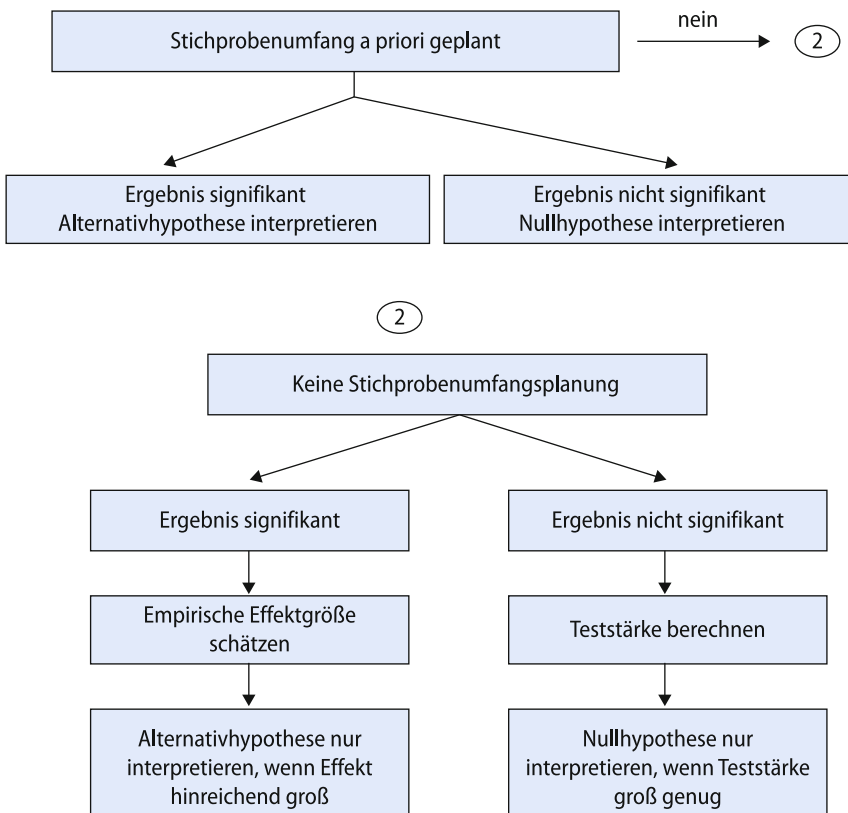 Stichprobenumfang a priori geplant
nein
2
Ergebnis signifikant
Alternativhypothese interpretieren
Ergebnis nicht signifikant
Nullhypothese interpretieren
2
Keine Stichprobenumfangsplanung
Ergebnis signifikant
Ergebnis nicht signifikant
Empirische Effektgröße
schätzen
Teststärke berechnen
Alternativhypothese nur
interpretieren, wenn Effekt
hinreichend groß
Nullhypothese nur
interpretieren, wenn Teststärke
groß genug